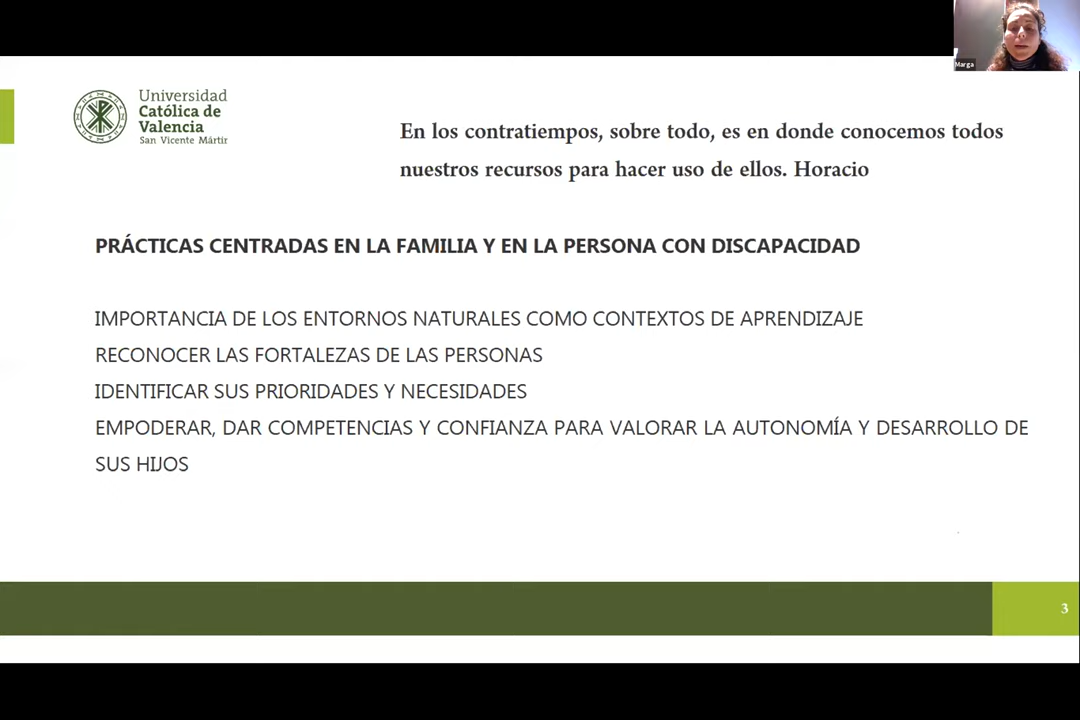 Marga
Universidad
Católica de
Valencia
San Vicente Mártir
En los contratiempos, sobre todo, es en donde conocemos todos
nuestros recursos para hacer uso de ellos. Horacio
PRÁCTICAS CENTRADAS EN LA FAMILIA Y EN LA PERSONA CON DISCAPACIDAD
IMPORTANCIA DE LOS ENTORNOS NATURALES COMO CONTEXTOS DE APRENDIZAJE
RECONOCER LAS FORTALEZAS DE LAS PERSONAS
IDENTIFICAR SUS PRIORIDADES Y NECESIDADES
EMPODERAR, DAR COMPETENCIAS Y CONFIANZA PARA VALORAR LA AUTONOMÍA Y DESARROLLO DE
SUS HIJOS
3